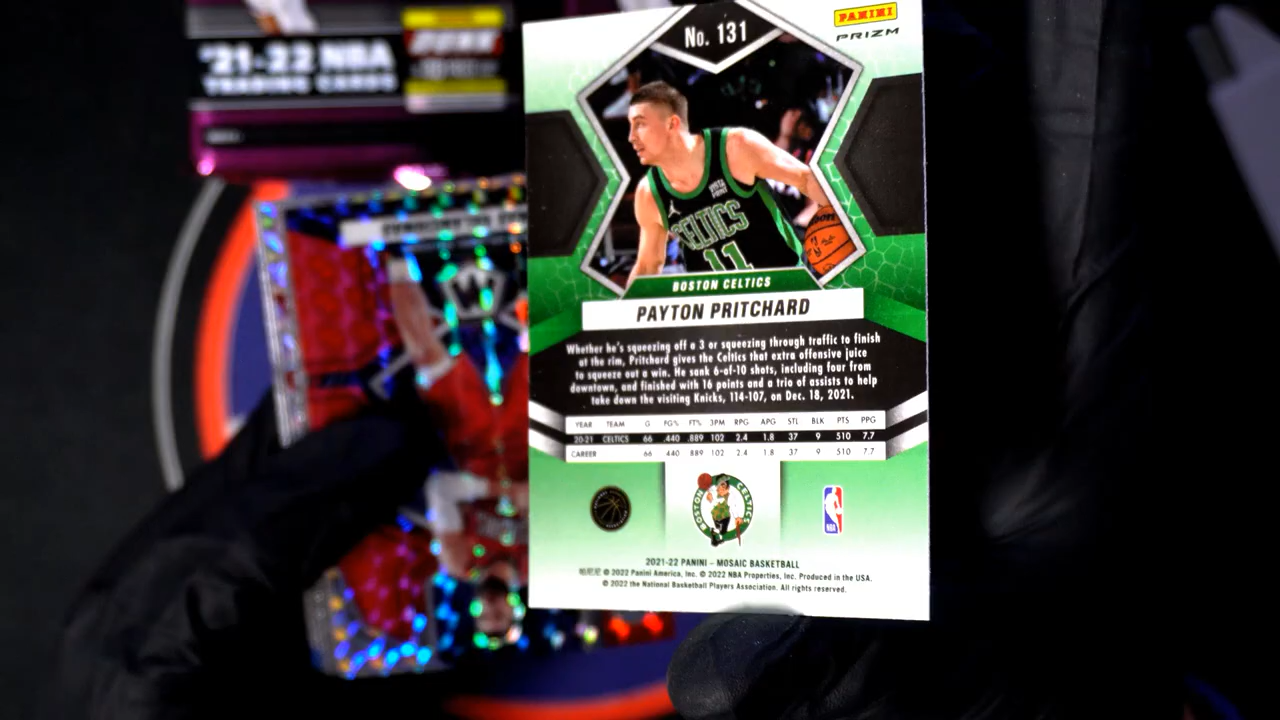 '21-22 NBA
TRADING CARDS
No. 131
PANINI
PRIZM
CELTICS
11
BOSTON CELTICS
PAYTON PRITCHARD
Whether he's squeezing off a 3 or squeezing through traffic to finish
at the rim, Pritchard gives the Celtics that extra offensive juice
to squeeze out a win. He sank 6-of-10 shots, including four from
downtown, and finished with 16 points and a trio of assists to help
take down the visiting Knicks, 114-107, on Dec. 18, 2021.
YEAR TEAM G FG% FT% 3PM RPG APG STL BLK PTS PPG
20-21 CELTICS 66 .440 .889 102 2.4 1.8 37 9 510 7.7
CAREER 66 .440 .889 102 2.4 1.8 37 9 510 7.7
BOSTON CELTICS
NBA
2021-22 PANINI – MOSAIC BASKETBALL
帕尼尼 © 2022 Panini America, Inc. © 2022 NBA Properties, Inc. Produced in the USA.
© 2022 the National Basketball Players Association. All rights reserved.